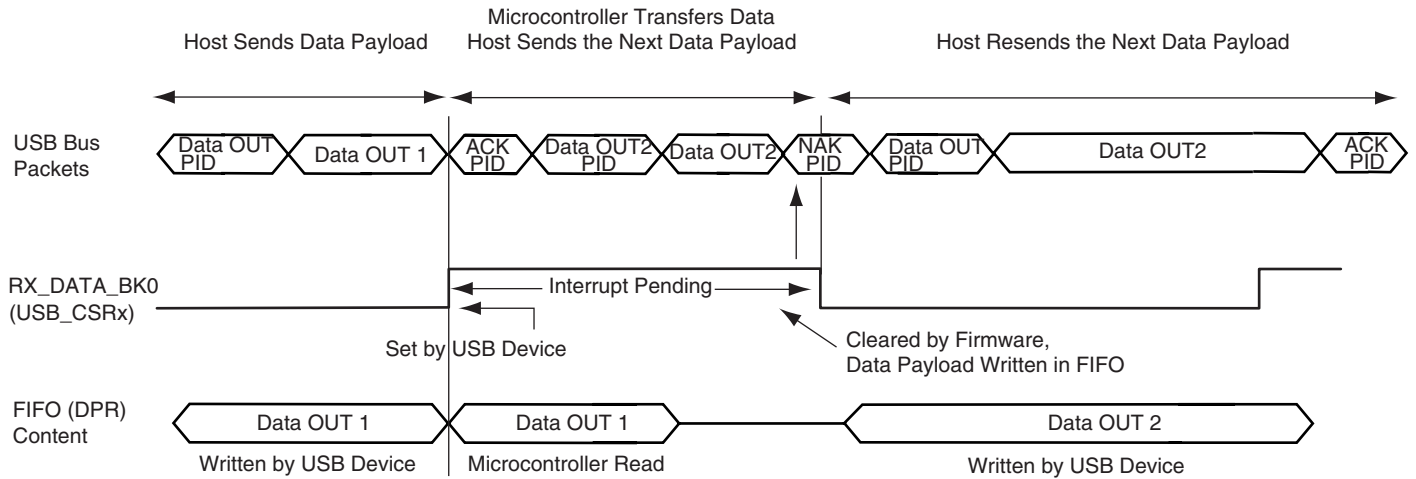 Host Sends Data Payload
Microcontroller Transfers Data
Host Sends the Next Data Payload
Host Resends the Next Data Payload
USB Bus
Packets
Data OUT
PID
Data OUT 1
ACK
PID
Data OUT2
PID
Data OUT2
NAK
PID
Data OUT
PID
Data OUT2
ACK
PID
RX_DATA_BK0
(USB_CSRx)
Interrupt Pending
Set by USB Device
Cleared by Firmware,
Data Payload Written in FIFO
FIFO (DPR)
Content
Data OUT 1
Data OUT 1
Data OUT 2
Written by USB Device
Microcontroller Read
Written by USB Device